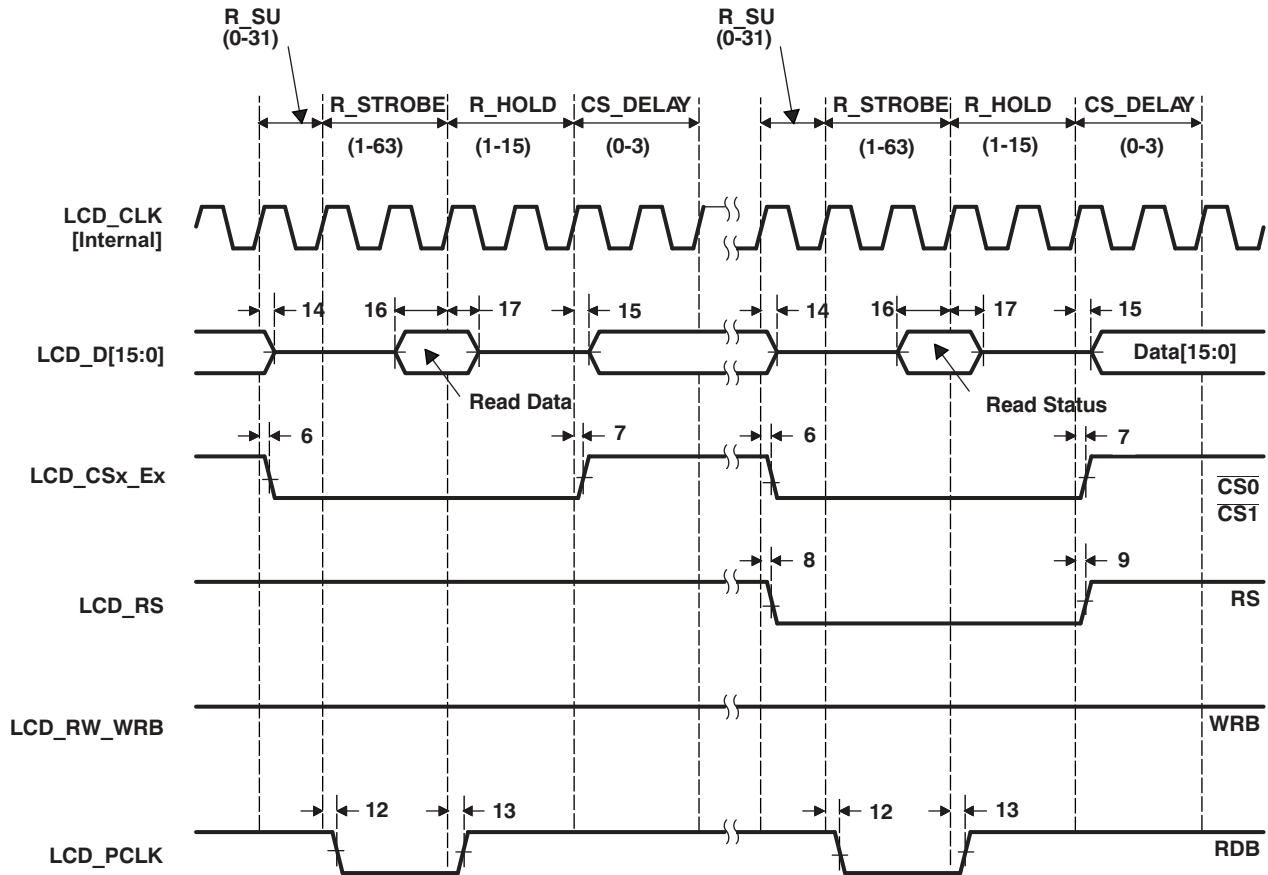 R_SU
(0-31)
R_SU
(0-31)
R_STROBE R_HOLD CS_DELAY
R_STROBE R_HOLD CS_DELAY
(1-63) (1-15) (0-3)
(1-63) (1-15) (0-3)
LCD_CLK
[Internal]
14 16 17 15
14 16 17 15
LCD_D[15:0]
Data[15:0]
Read Data
Read Status
6 7
6 7
LCD_CSx_Ex
CS0
CS1
8 9
LCD_RS
RS
LCD_RW_WRB
WRB
12 13
12 13
LCD_PCLK
RDB